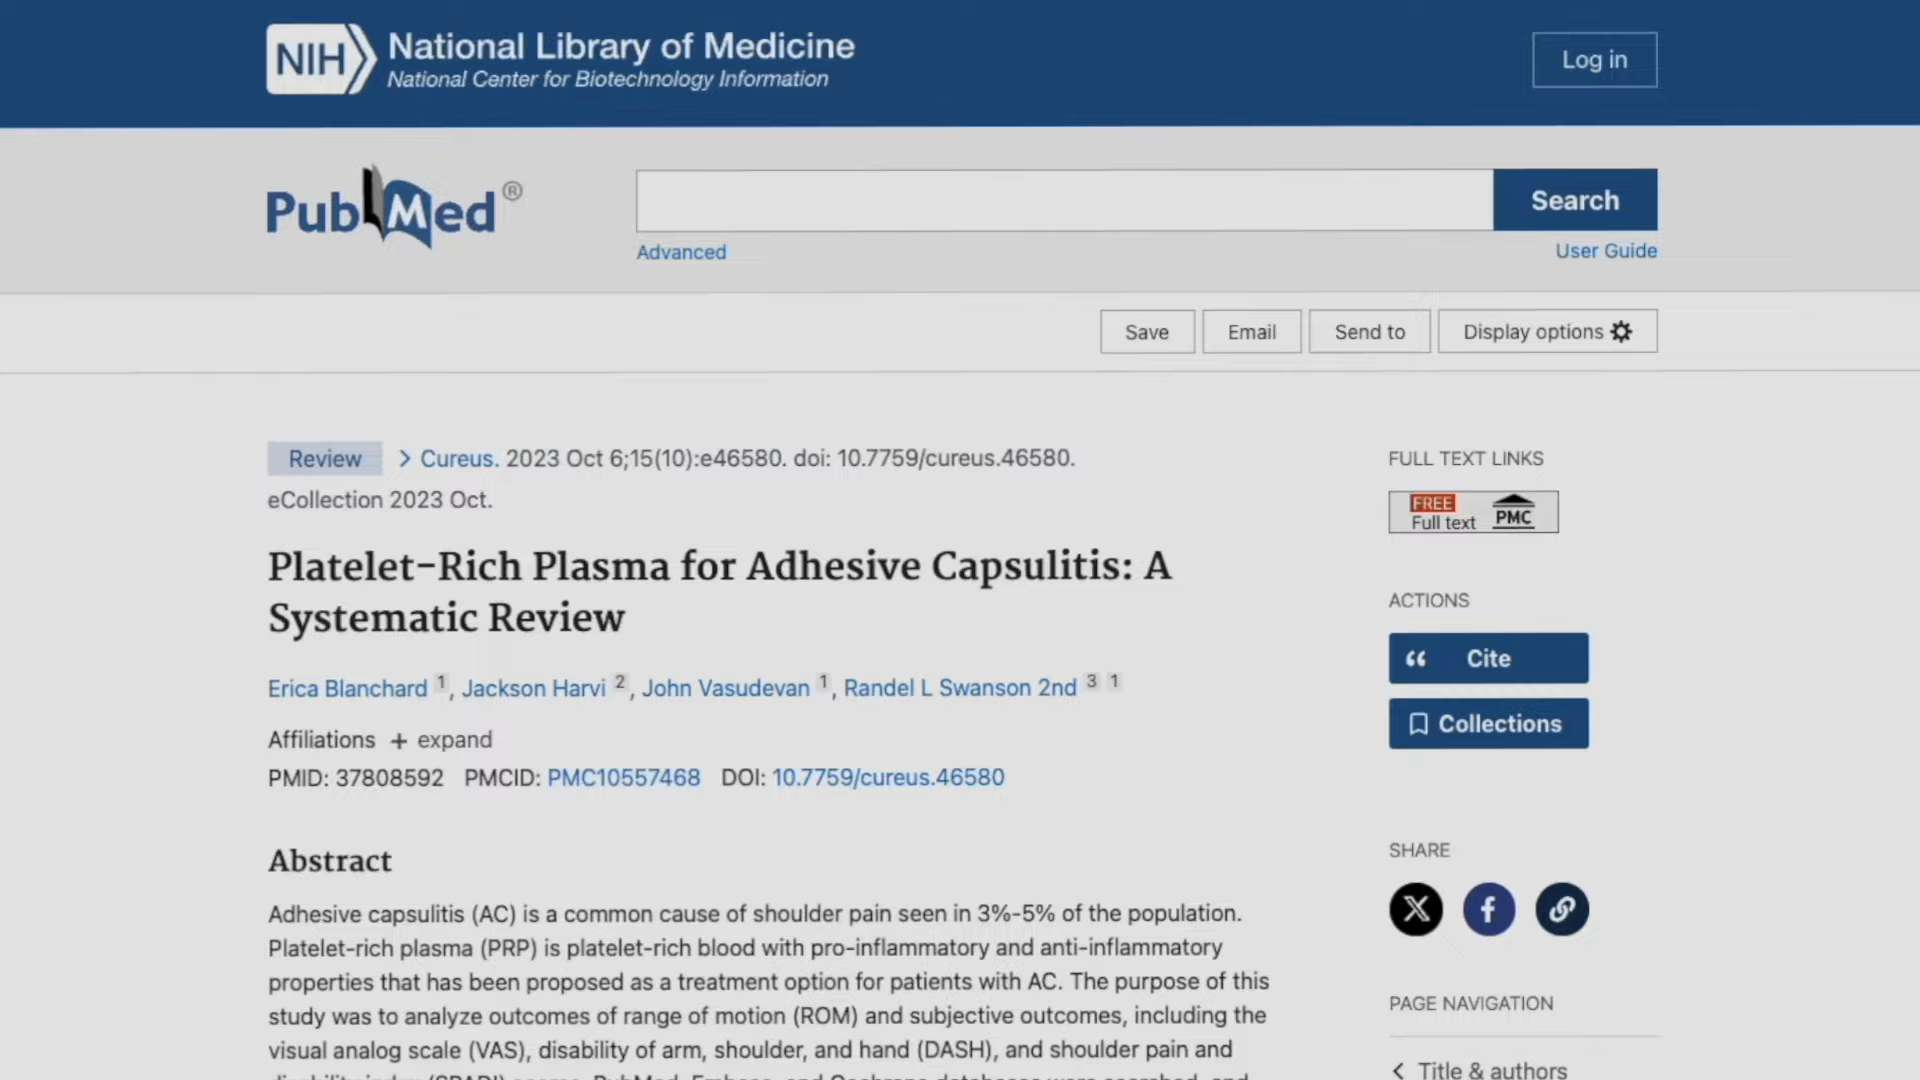 NIH National Library of Medicine
National Center for Biotechnology Information
Log in
PubMed®
Search
Advanced
User Guide
Save
Email
Send to
Display options
Review
Cureus. 2023 Oct 6;15(10):e46580. doi: 10.7759/cureus.46580.
eCollection 2023 Oct.
Platelet-Rich Plasma for Adhesive Capsulitis: A
Systematic Review
Erica Blanchard 1, Jackson Harvi 2, John Vasudevan 1, Randel L Swanson 2nd 3 1
Affiliations + expand
PMID: 37808592 PMCID: PMC10557468 DOI: 10.7759/cureus.46580
Abstract
Adhesive capsulitis (AC) is a common cause of shoulder pain seen in 3%-5% of the population.
Platelet-rich plasma (PRP) is platelet-rich blood with pro-inflammatory and anti-inflammatory
properties that has been proposed as a treatment option for patients with AC. The purpose of this
study was to analyze outcomes of range of motion (ROM) and subjective outcomes, including the
visual analog scale (VAS), disability of arm, shoulder, and hand (DASH), and shoulder pain and
FULL TEXT LINKS
FREE
Full text PMC
ACTIONS
Cite
Collections
SHARE
PAGE NAVIGATION
Title & authors